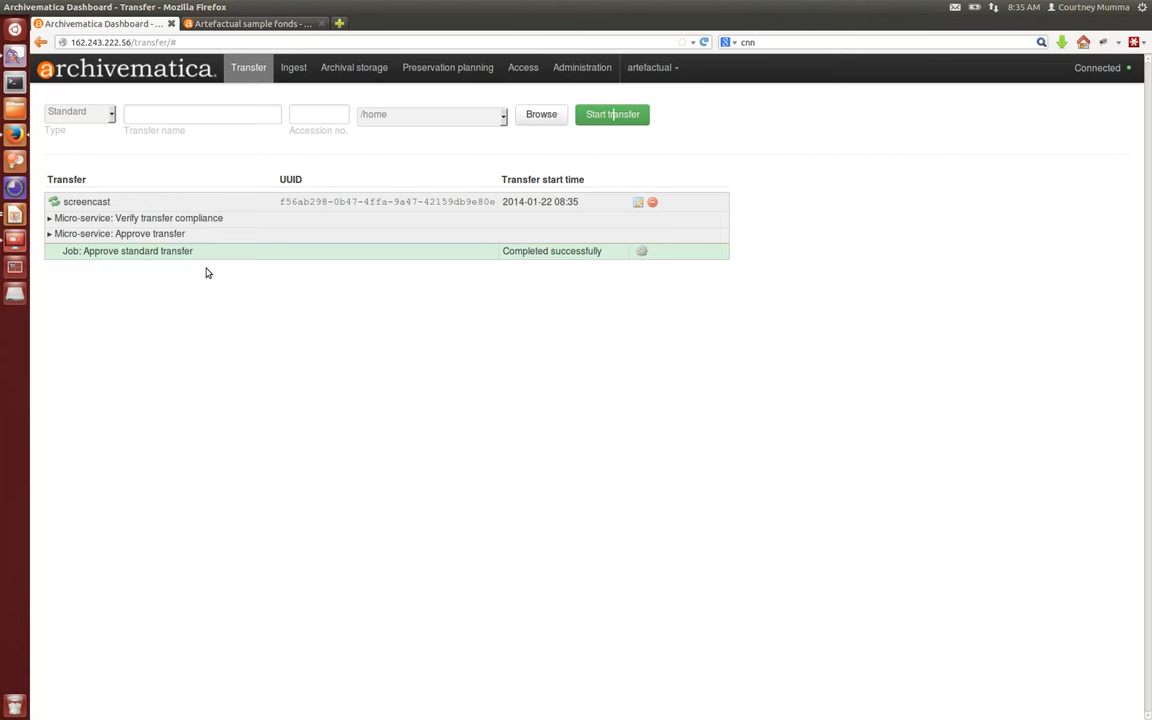 Archivematica Dashboard - Transfer - Mozilla Firefox
8:35 AM Courtney Mumma
Archivematica Dashboard - ...
Artefactual sample fonds - ...
162.243.222.56/transfer/#
cnn
archivematica.
Transfer Ingest Archival storage Preservation planning Access Administration artefactual Connected
Standard /home Browse Start transfer
Type Transfer name Accession no.
Transfer UUID Transfer start time
screencast f56ab298-0b47-4ffa-9a47-42159db9e80e 2014-01-22 08:35
Micro-service: Verify transfer compliance
Micro-service: Approve transfer
Job: Approve standard transfer Completed successfully